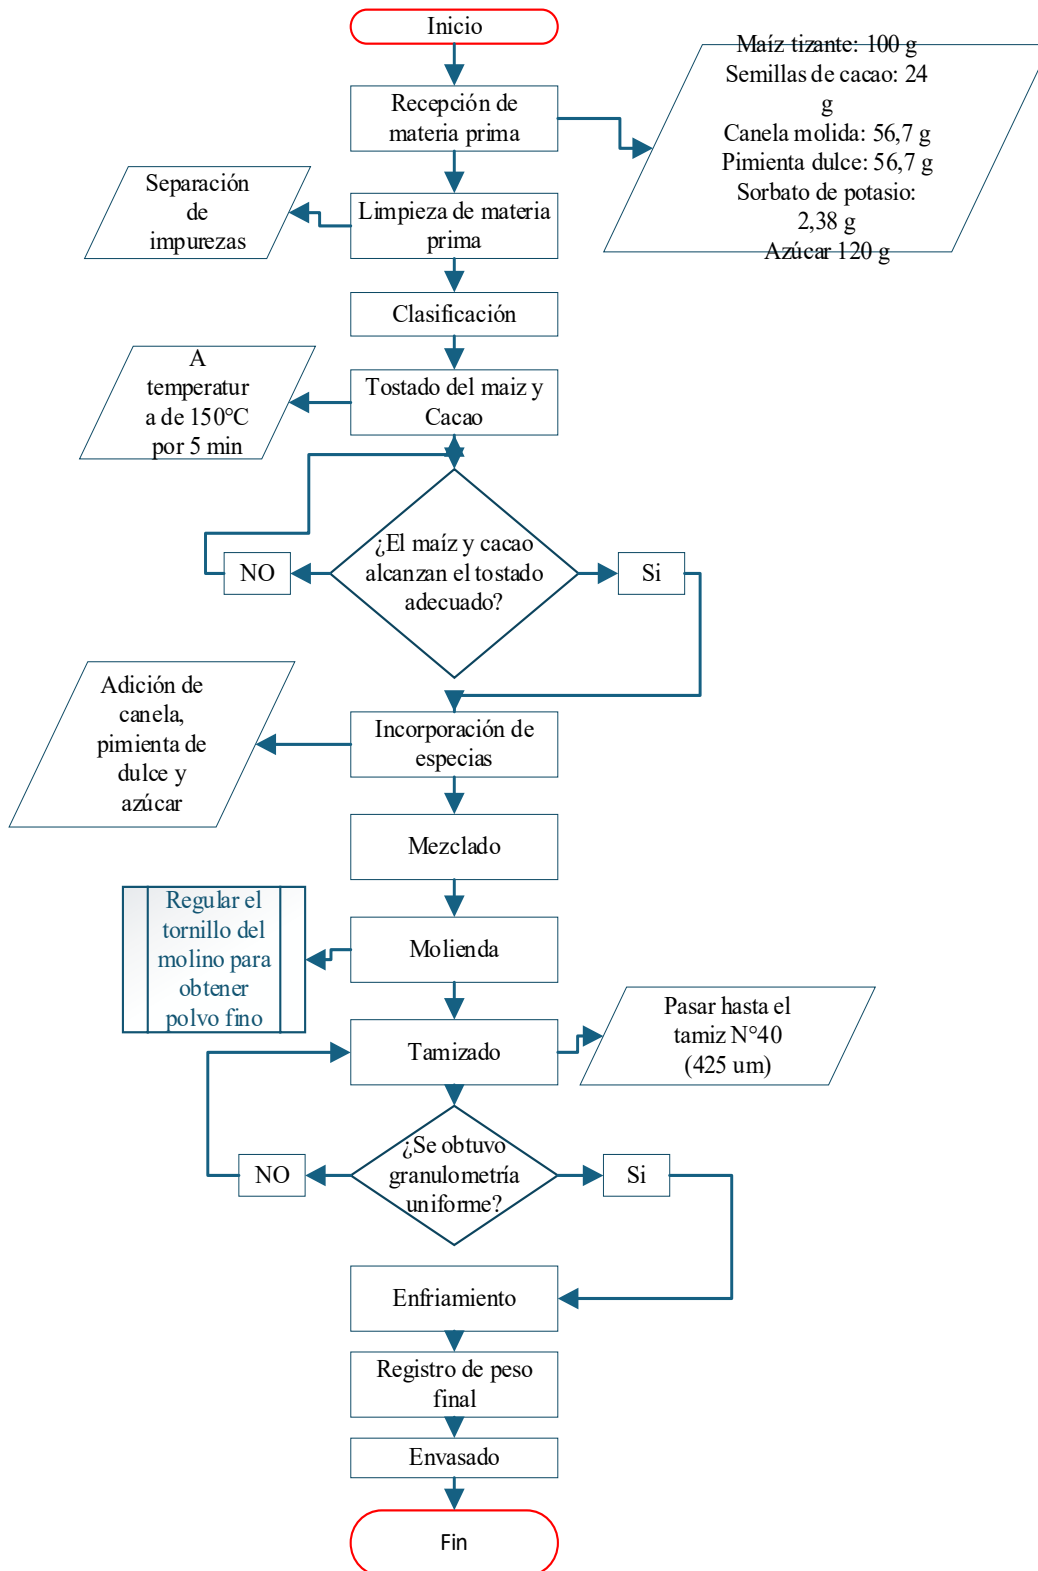 Inicio
Recepción de
materia prima
Maíz tizante: 100 g
Semillas de cacao: 24
g
Canela molida: 56,7 g
Pimienta dulce: 56,7 g
Sorbato de potasio:
2,38 g
Azúcar 120 g
Separación
de
impurezas
Limpieza de materia
prima
Clasificación
A
temperatur
a de 150°C
por 5 min
Tostado del maiz y
Cacao
¿El maíz y cacao
alcanzan el tostado
adecuado?
NO
Si
Adición de
canela,
pimienta de
dulce y
azúcar
Incorporación de
especias
Mezclado
Regular el
tornillo del
molino para
obtener
polvo fino
Molienda
Tamizado
Pasar hasta el
tamiz N°40
(425 um)
¿Se obtuvo
granulometría
uniforme?
NO
Si
Enfriamiento
Registro de peso
final
Envasado
Fin